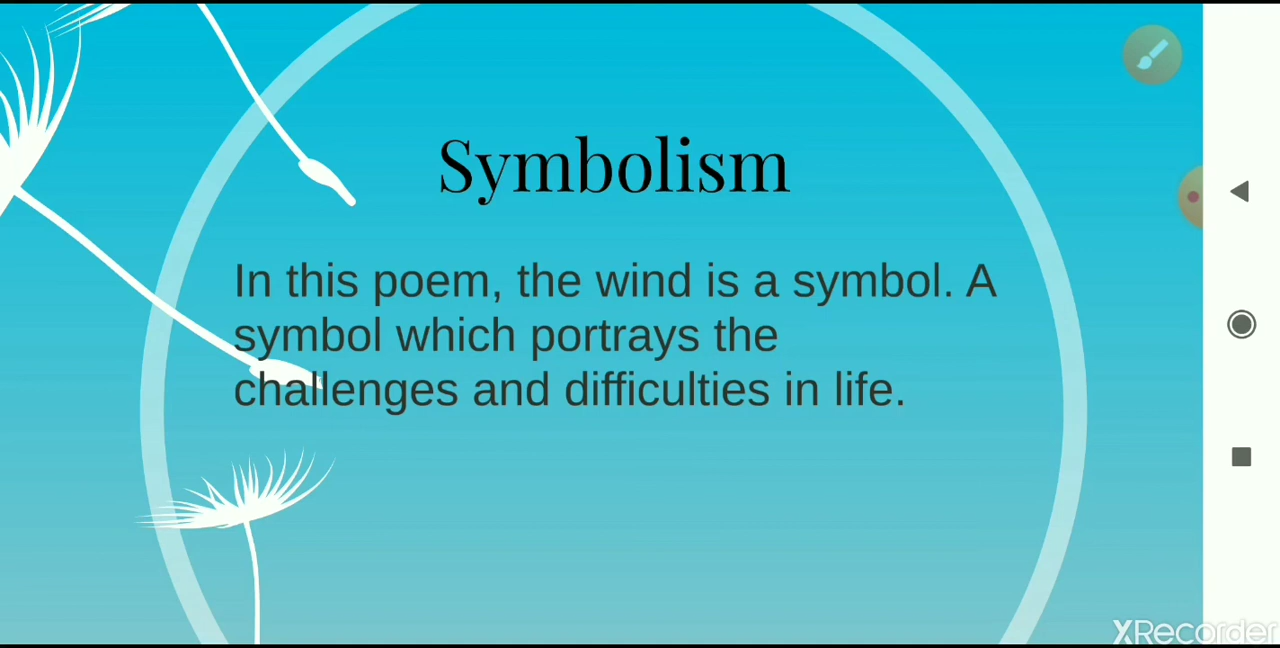 Symbolism
In this poem, the wind is a symbol. A
symbol which portrays the
challenges and difficulties in life.
XRecorder